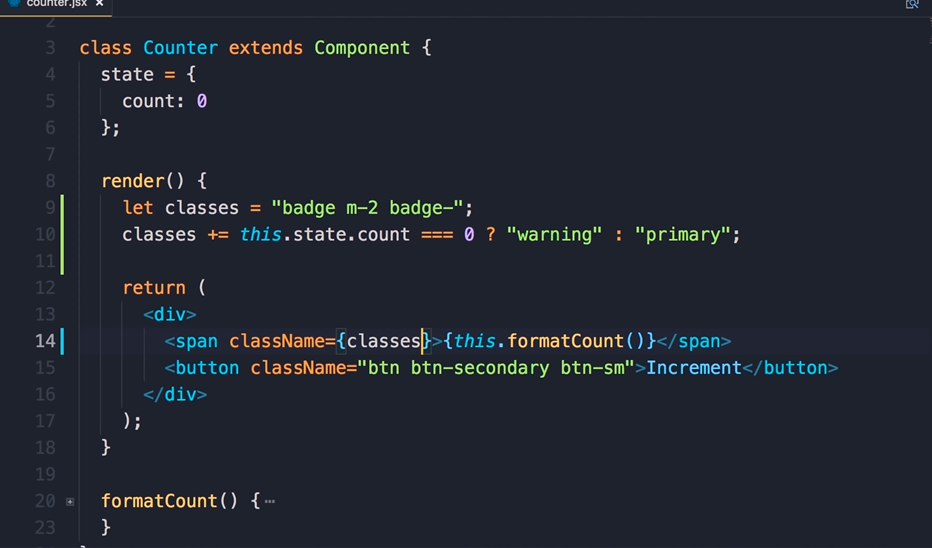 counter.jsx ×
2
3 class Counter extends Component {
4 state = {
5 count: 0
6 };
7
8 render() {
9 let classes = "badge m-2 badge-";
10 classes += this.state.count === 0 ? "warning" : "primary";
11
12 return (
13 <div>
14 <span className={classes}>{this.formatCount()}</span>
15 <button className="btn btn-secondary btn-sm">Increment</button>
16 </div>
17 );
18 }
19
20 formatCount() {⋯
23 }